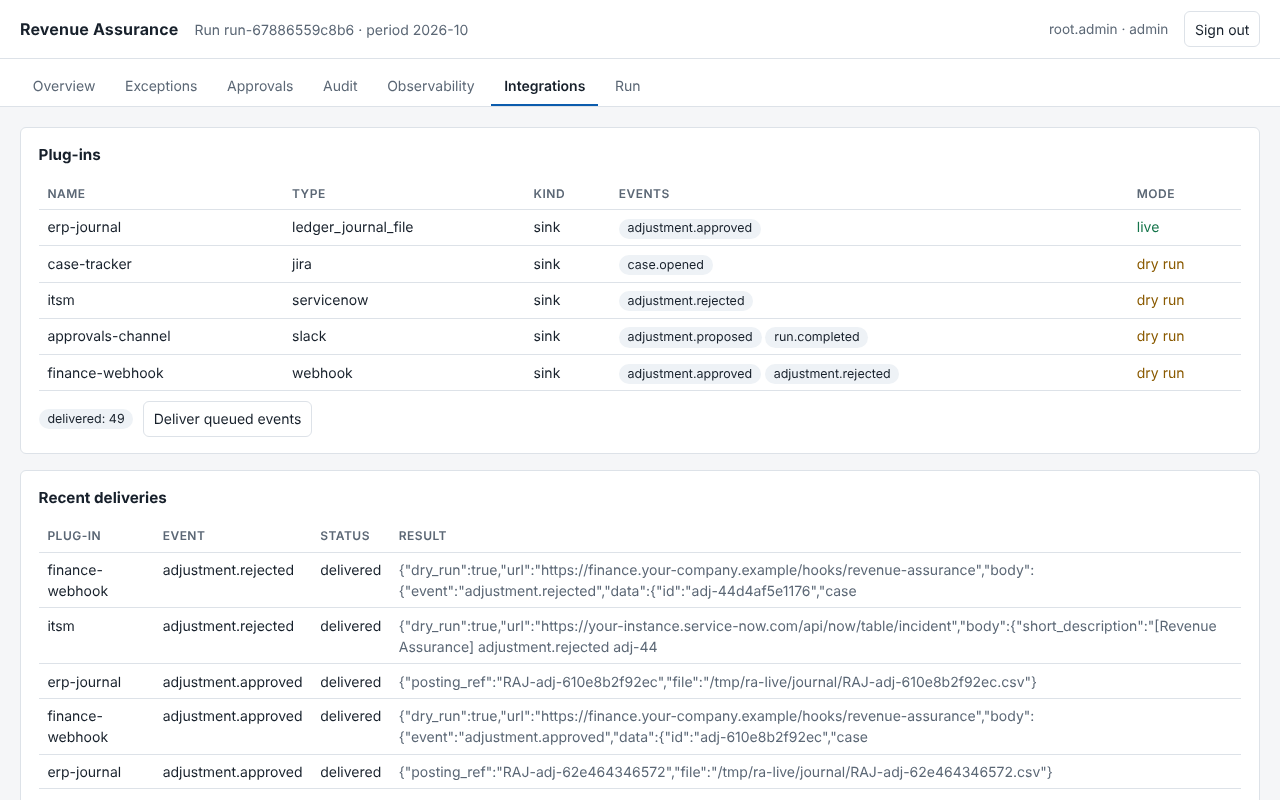 Revenue Assurance Run run-67886559c8b6 · period 2026-10 root.admin · admin Sign out
Overview Exceptions Approvals Audit Observability Integrations Run
Plug-ins
NAME TYPE KIND EVENTS MODE
erp-journal ledger_journal_file sink adjustment.approved live
case-tracker jira sink case.opened dry run
itsm servicenow sink adjustment.rejected dry run
approvals-channel slack sink adjustment.proposed run.completed dry run
finance-webhook webhook sink adjustment.approved adjustment.rejected dry run
delivered: 49 Deliver queued events
Recent deliveries
PLUG-IN EVENT STATUS RESULT
finance-webhook adjustment.rejected delivered {"dry_run":true,"url":"https://finance.your-company.example/hooks/revenue-assurance","body":
{"event":"adjustment.rejected","data":{"id":"adj-44d4af5e1176","case
itsm adjustment.rejected delivered {"dry_run":true,"url":"https://your-instance.service-now.com/api/now/table/incident","body":{"short_description":"[Revenue
Assurance] adjustment.rejected adj-44
erp-journal adjustment.approved delivered {"posting_ref":"RAJ-adj-610e8b2f92ec","file":"/tmp/ra-live/journal/RAJ-adj-610e8b2f92ec.csv"}
finance-webhook adjustment.approved delivered {"dry_run":true,"url":"https://finance.your-company.example/hooks/revenue-assurance","body":
{"event":"adjustment.approved","data":{"id":"adj-610e8b2f92ec","case
erp-journal adjustment.approved delivered {"posting_ref":"RAJ-adj-62e464346572","file":"/tmp/ra-live/journal/RAJ-adj-62e464346572.csv"}